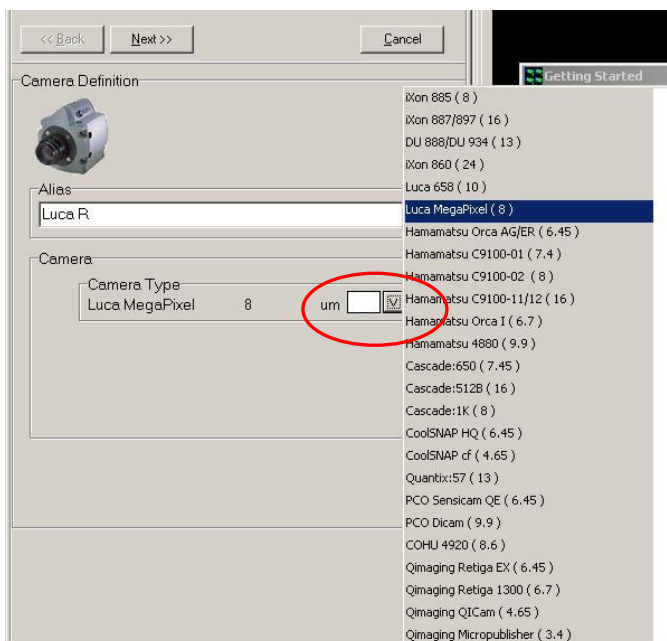 << Back
Next >>
Cancel
Getting Started
Camera Definition
Alias
Luca R
Camera
Camera Type
Luca MegaPixel 8 um
iXon 885 ( 8 )
iXon 887/897 ( 16 )
DU 888/DU 934 ( 13 )
iXon 860 ( 24 )
Luca 658 ( 10 )
Luca MegaPixel ( 8 )
Hamamatsu Orca AG/ER ( 6.45 )
Hamamatsu C9100-01 ( 7.4 )
Hamamatsu C9100-02 ( 8 )
Hamamatsu C9100-11/12 ( 16 )
Hamamatsu Orca I ( 6.7 )
Hamamatsu 4880 ( 9.9 )
Cascade:650 ( 7.45 )
Cascade:512B ( 16 )
Cascade:1K ( 8 )
CoolSNAP HQ ( 6.45 )
CoolSNAP cf ( 4.65 )
Quantix:57 ( 13 )
PCO Sensicam QE ( 6.45 )
PCO Dicam ( 9.9 )
COHU 4920 ( 8.6 )
Qimaging Retiga EX ( 6.45 )
Qimaging Retiga 1300 ( 6.7 )
Qimaging QICam ( 4.65 )
Qimaging Micropublisher ( 3.4 )